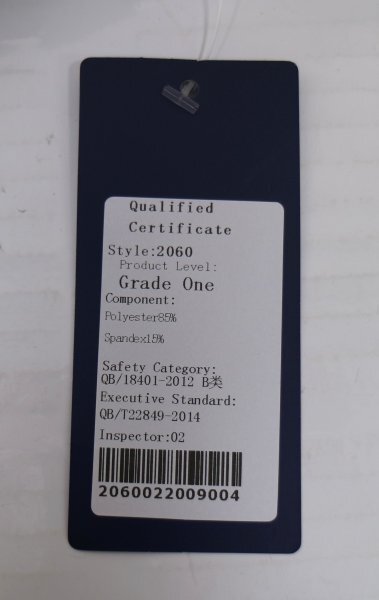 Qualified
Certificate
Style:2060
Product Level:
Grade One
Component:
Polyester85%
Spandex15%
Safety Category:
QB/18401-2012 B类
Executive Standard:
QB/T22849-2014
Inspector:02
2060022009004